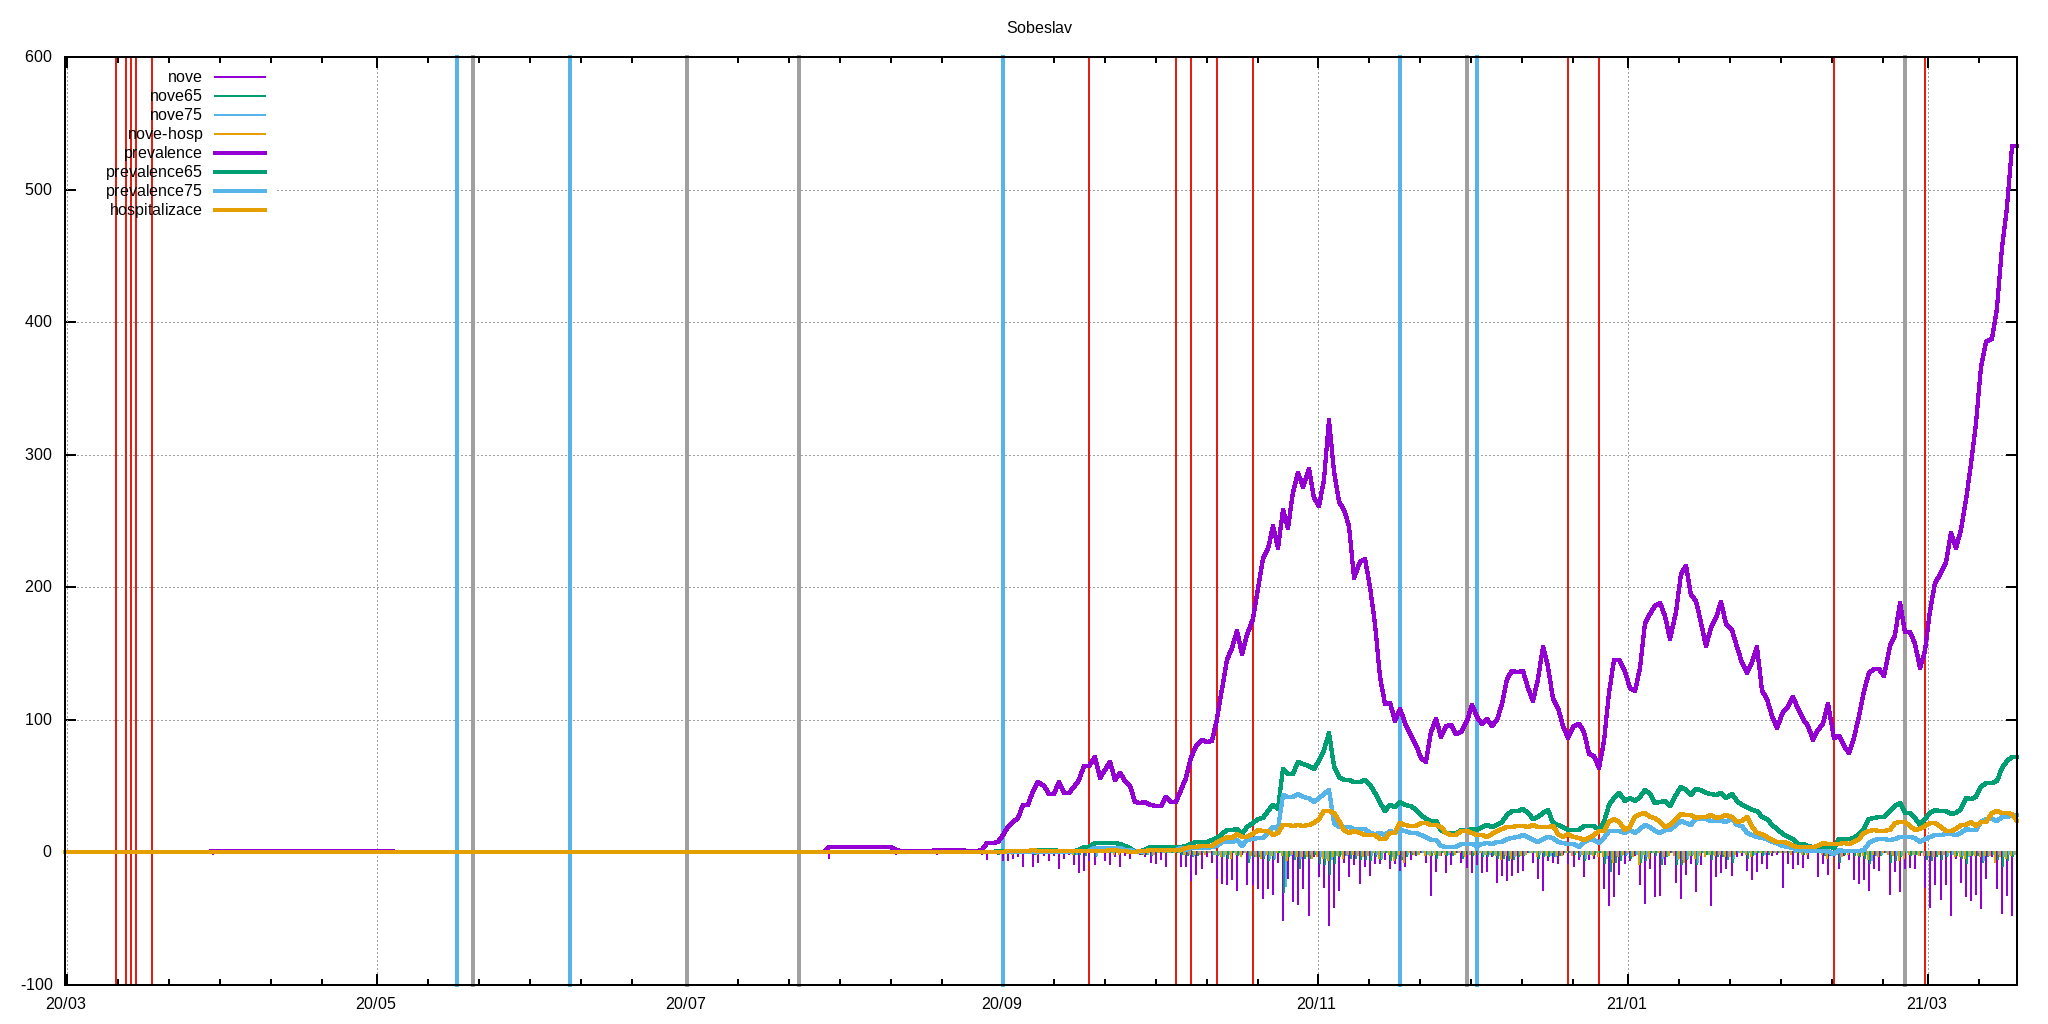 Sobeslav
600
500
400
300
200
100
0
-100
nove
nove65
nove75
nove-hosp
prevalence
prevalence65
prevalence75
hospitalizace
20/03 20/05 20/07 20/09 20/11 21/01 21/03